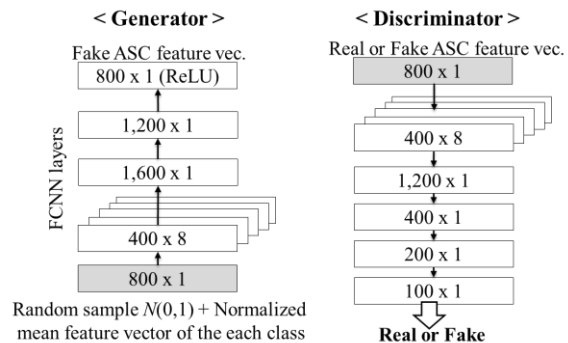 < Generator >
Fake ASC feature vec.
800 x 1 (ReLU)
1,200 x 1
1,600 x 1
400 x 8
800 x 1
FCNN layers
Random sample N(0,1) + Normalized
mean feature vector of the each class
< Discriminator >
Real or Fake ASC feature vec.
800 x 1
400 x 8
1,200 x 1
400 x 1
200 x 1
100 x 1
Real or Fake